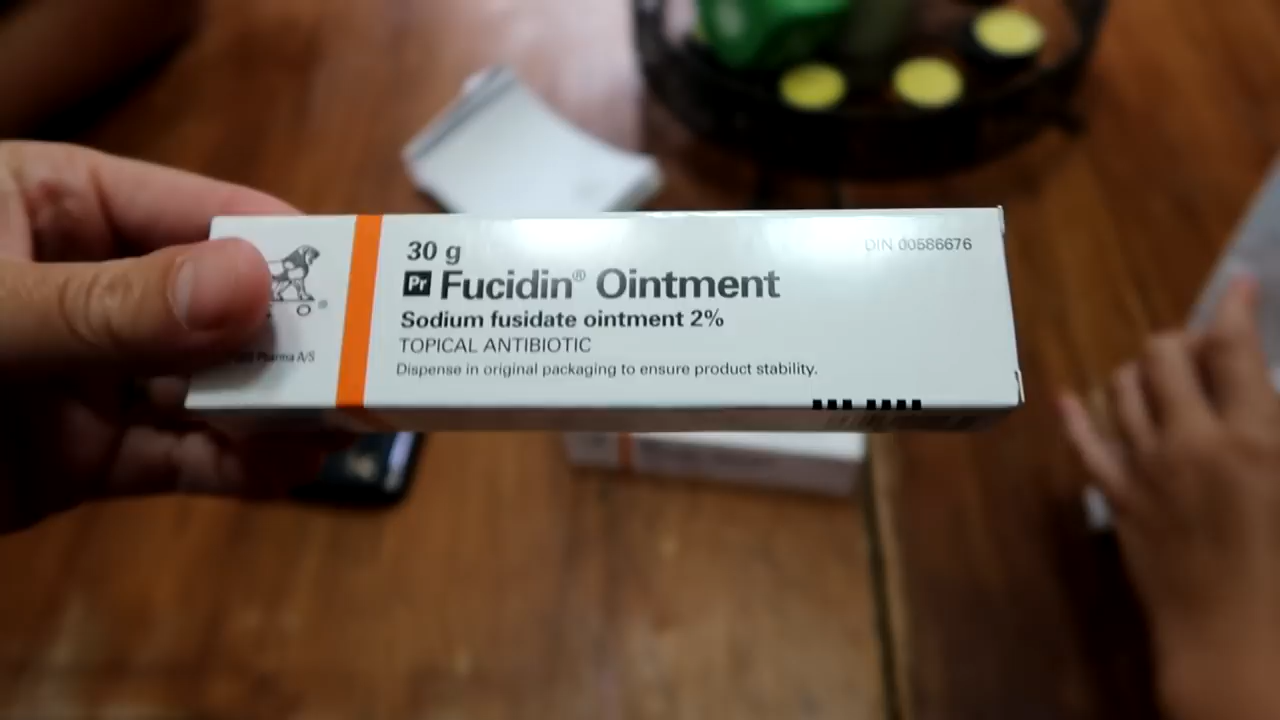 30 g
DIN 00586676
Pr Fucidin® Ointment
Sodium fusidate ointment 2%
TOPICAL ANTIBIOTIC
Pharma A/S
Dispense in original packaging to ensure product stability.